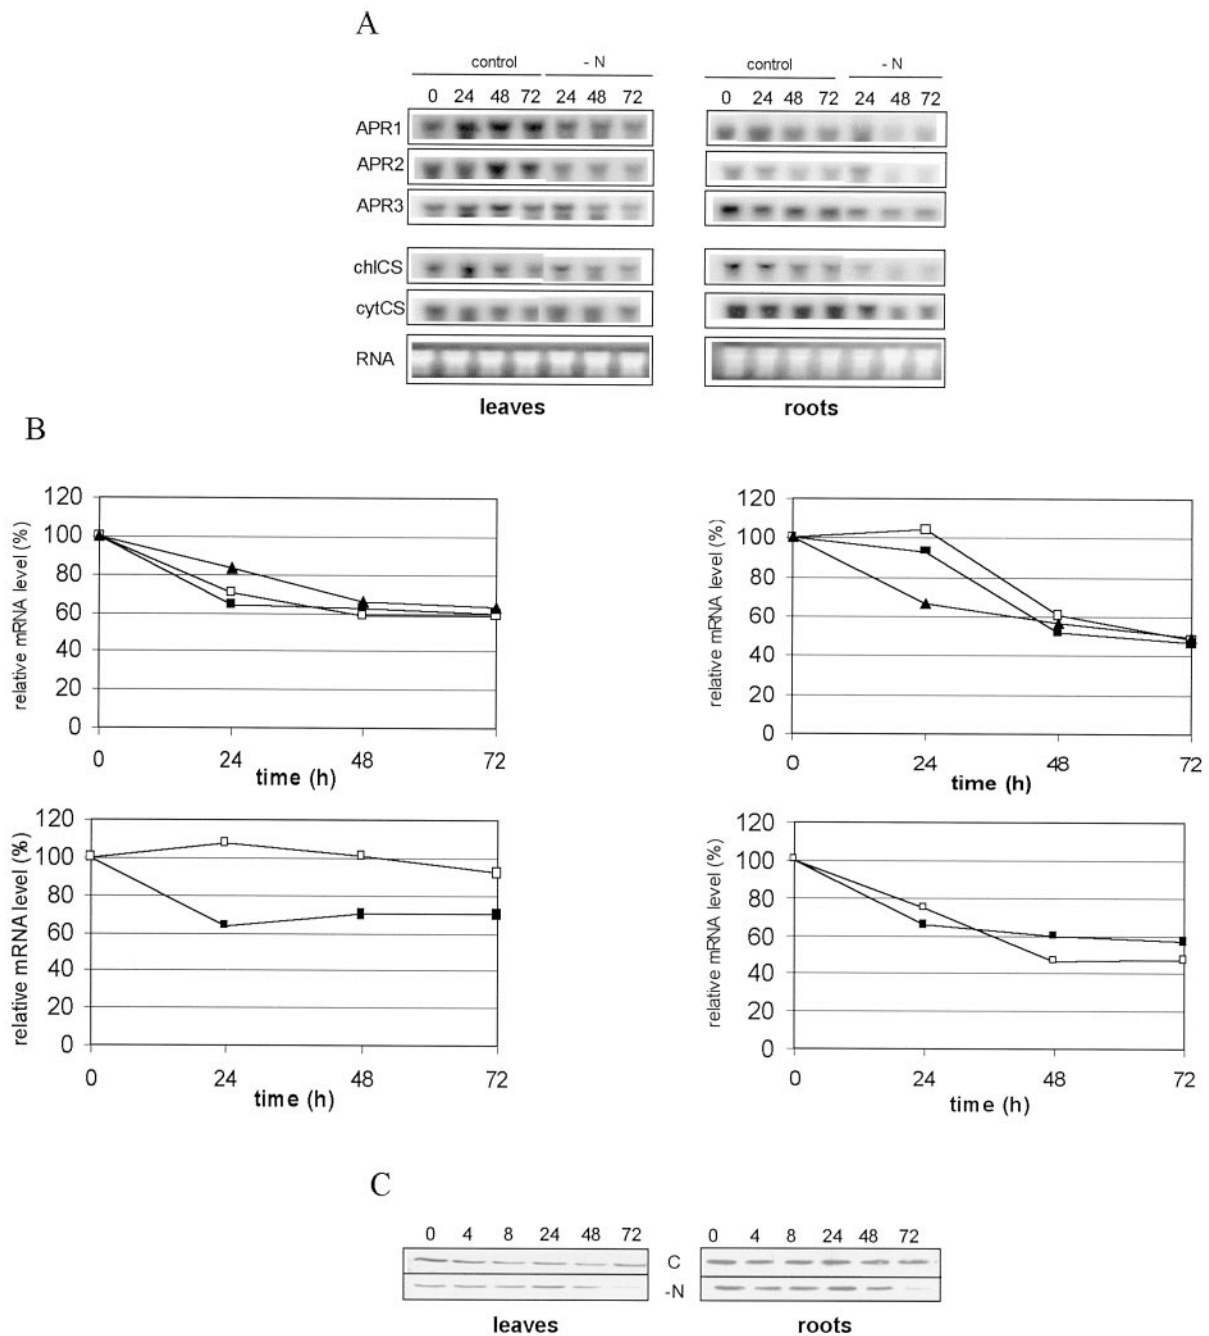 A
control - N control - N
0 24 48 72 24 48 72 0 24 48 72 24 48 72
APR1
APR2
APR3
chlCS
cytCS
RNA
leaves roots
B
relative mRNA level (%)
120
100
80
60
40
20
0
0 24 48 72
time (h)
relative mRNA level (%)
120
100
80
60
40
20
0
0 24 48 72
time (h)
relative mRNA level (%)
120
100
80
60
40
20
0
0 24 48 72
time (h)
relative mRNA level (%)
120
100
80
60
40
20
0
0 24 48 72
time (h)
C
0 4 8 24 48 72 0 4 8 24 48 72
C
-N
leaves roots